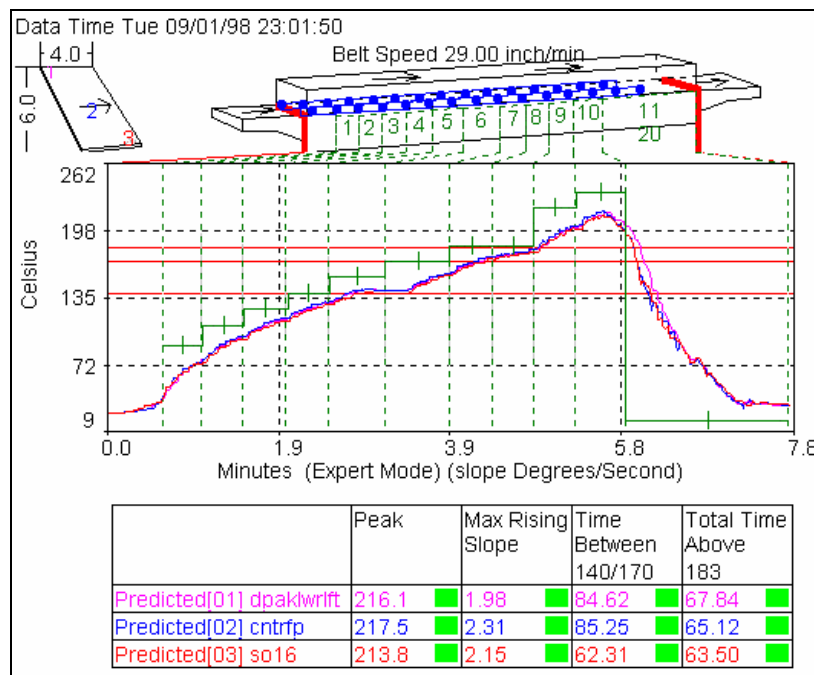 Data Time Tue 09/01/98 23:01:50
4.0
Belt Speed 29.00 inch/min
6.0
1
2
3
1 2 3 4 5 6 7 8 9 10 11
20
262
198
135
72
9
Celsius
0.0 1.9 3.9 5.8 7.8
Minutes (Expert Mode) (slope Degrees/Second)
Peak Max Rising Slope Time Between 140/170 Total Time Above 183
Predicted[01] dpaklwrlft 216.1 1.98 84.62 67.84
Predicted[02] cntrfp 217.5 2.31 85.25 65.12
Predicted[03] so16 213.8 2.15 62.31 63.50